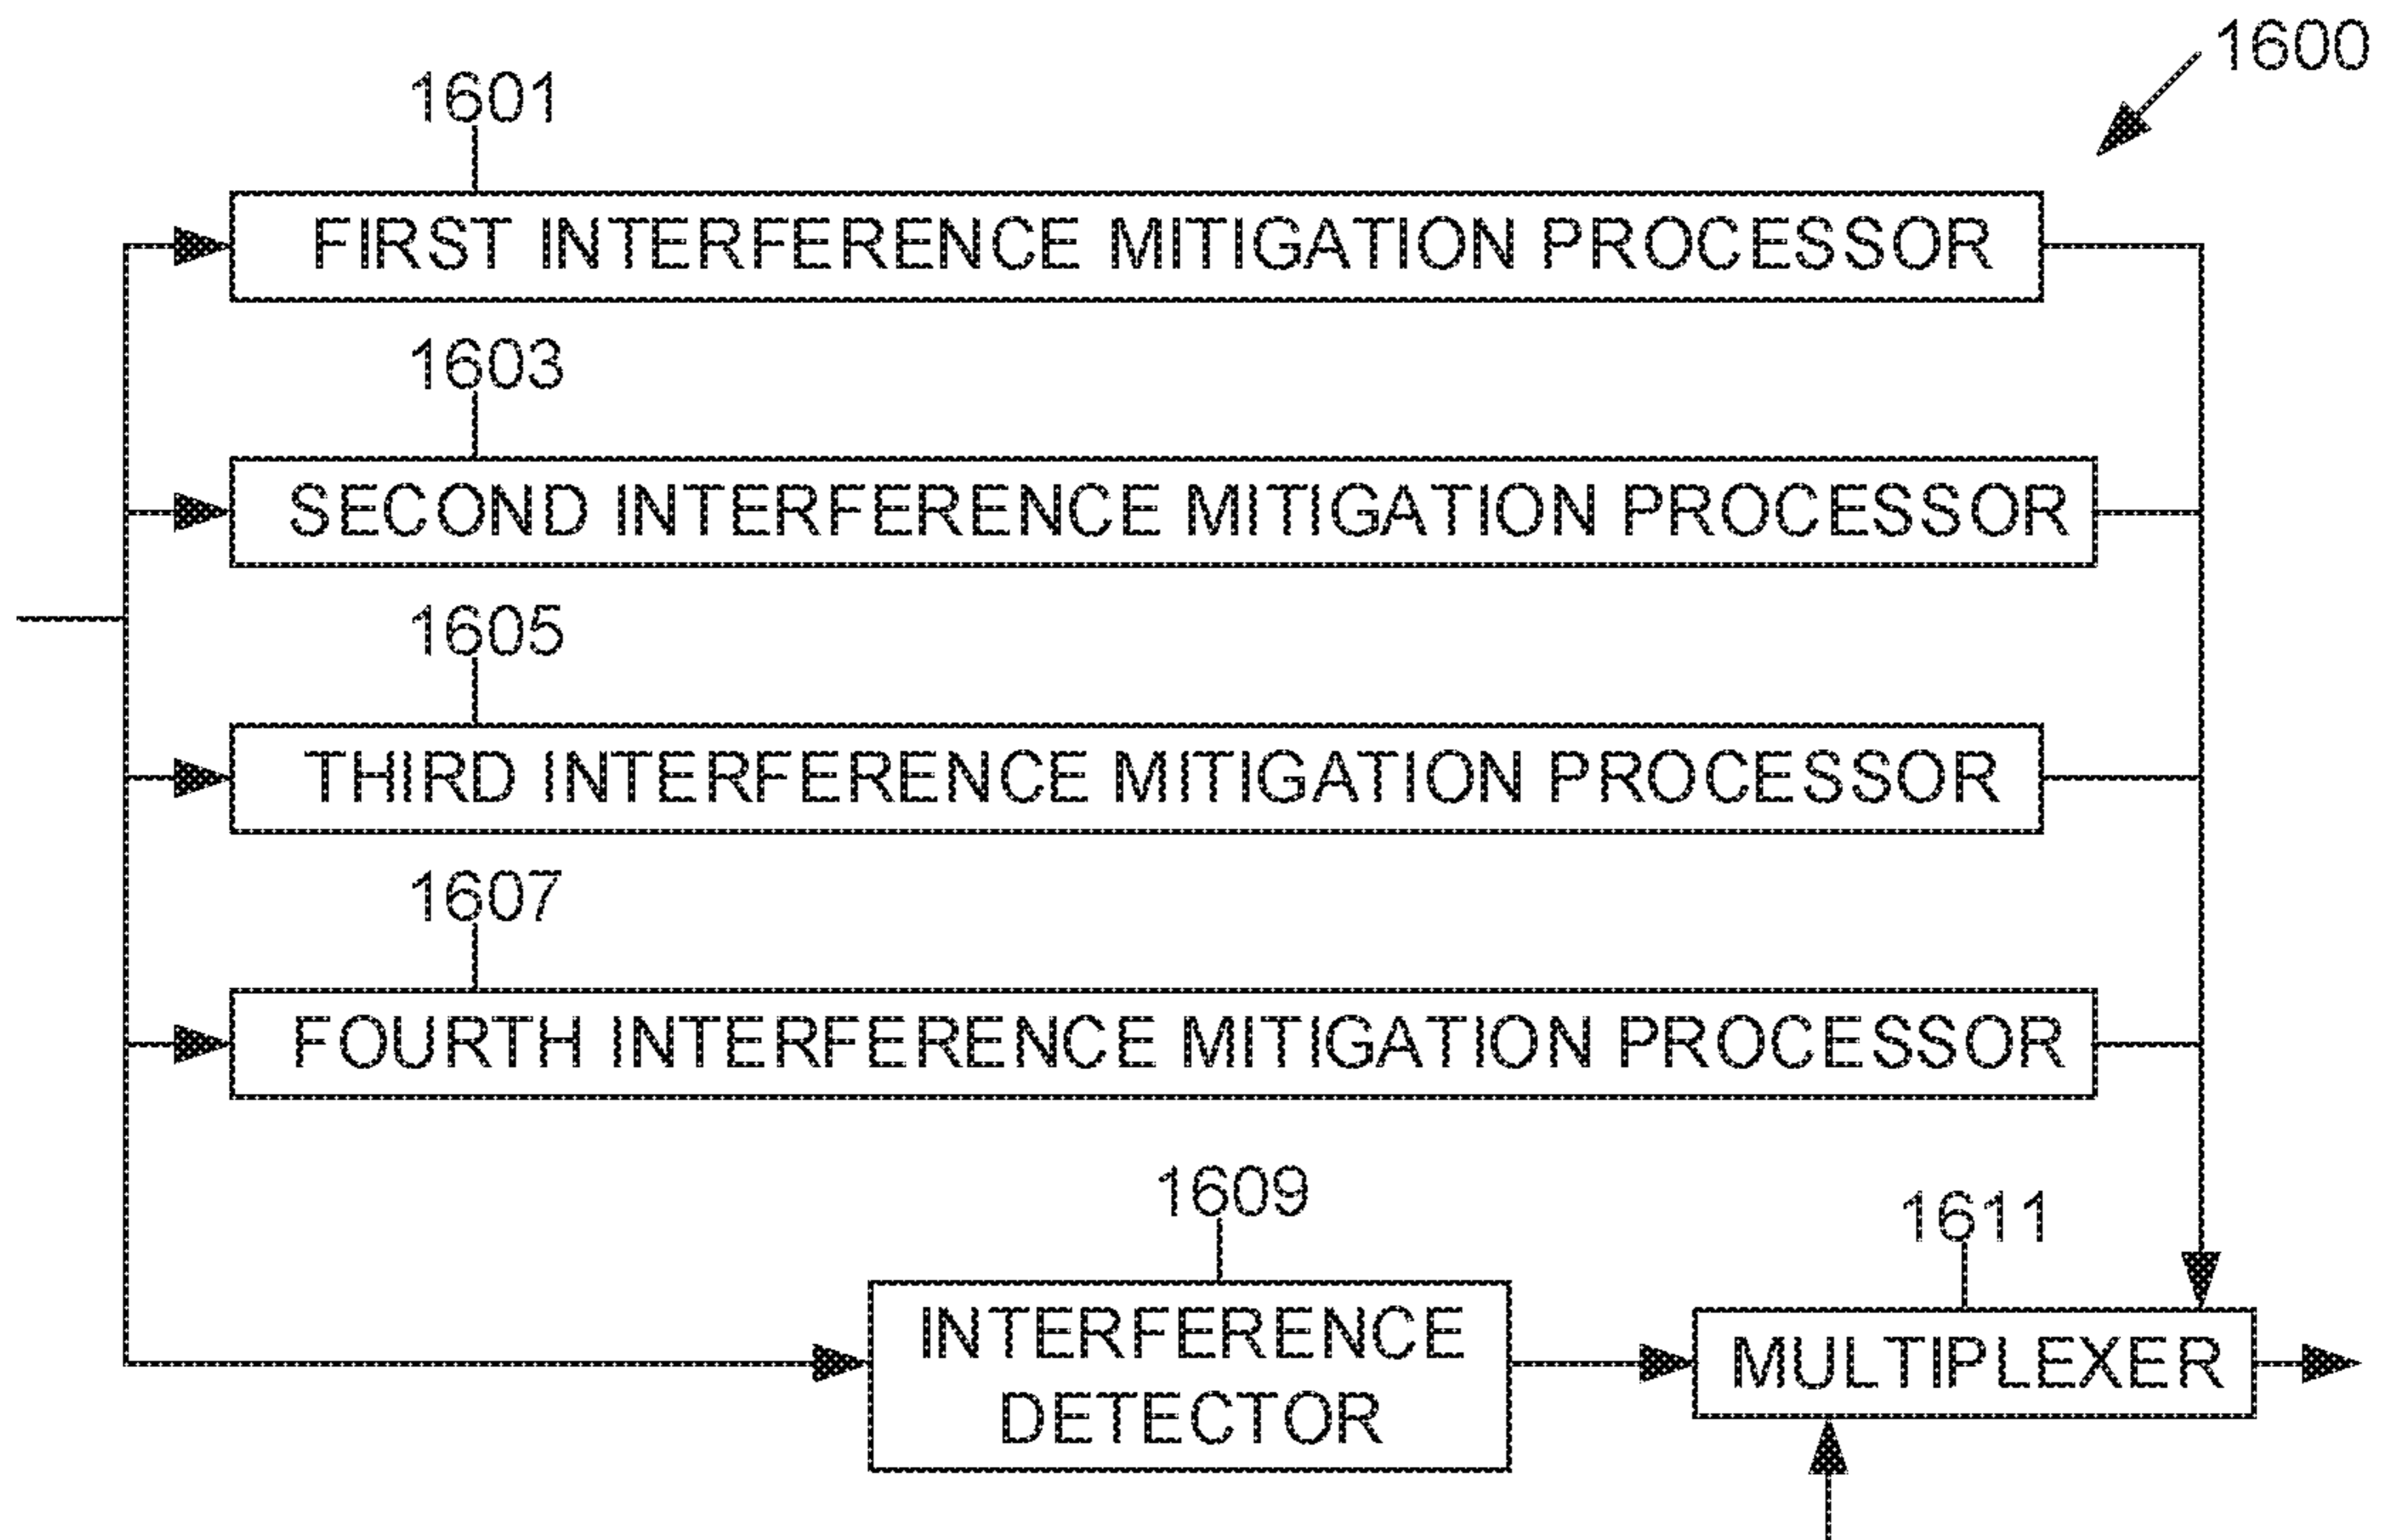 1600
1601
FIRST INTERFERENCE MITIGATION PROCESSOR
1603
SECOND INTERFERENCE MITIGATION PROCESSOR
1605
THIRD INTERFERENCE MITIGATION PROCESSOR
1607
FOURTH INTERFERENCE MITIGATION PROCESSOR
1609
INTERFERENCE
DETECTOR
1611
MULTIPLEXER